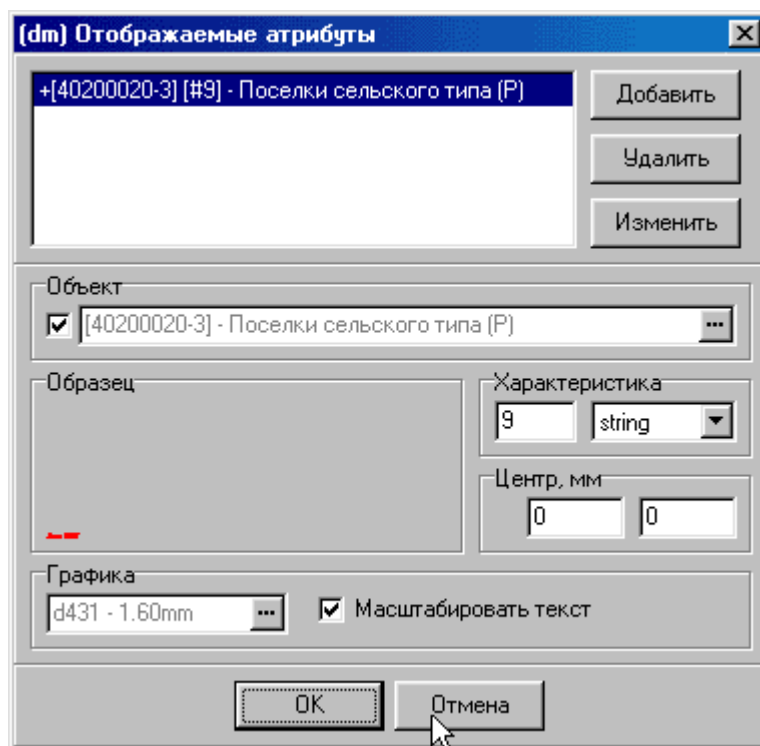 (dm) Отображаемые атрибуты
+[40200020-3] [#9] - Поселки сельского типа (P)
Добавить
Удалить
Изменить
Объект
[40200020-3] - Поселки сельского типа (P)
Образец
Характеристика
9 string
Центр, мм
0 0
Графика
d431 - 1.60mm
Масштабировать текст
OK Отмена